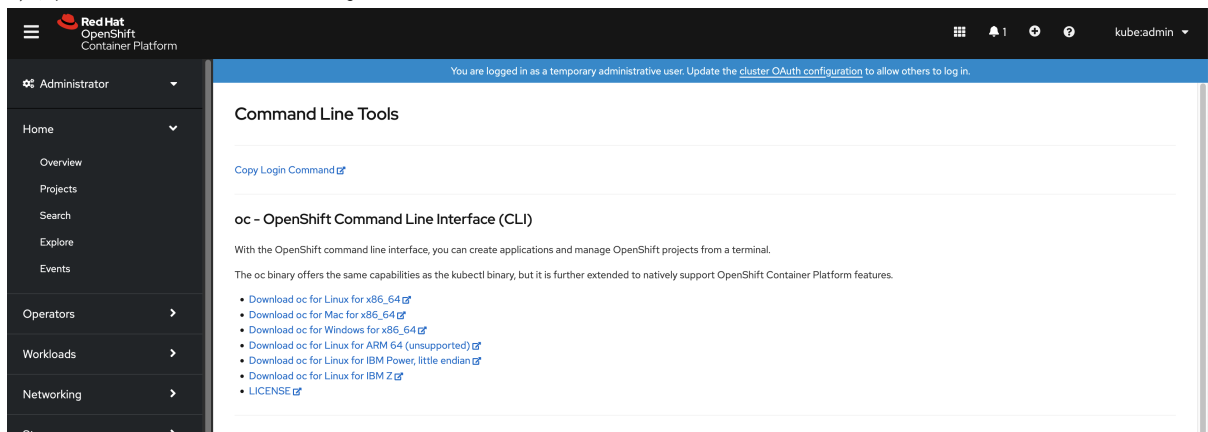 Red Hat
OpenShift
Container Platform
1
kube:admin
Administrator
You are logged in as a temporary administrative user. Update the cluster OAuth configuration to allow others to log in.
Home
Overview
Projects
Search
Explore
Events
Operators
Workloads
Networking
Command Line Tools
Copy Login Command
oc - OpenShift Command Line Interface (CLI)
With the OpenShift command line interface, you can create applications and manage OpenShift projects from a terminal.
The oc binary offers the same capabilities as the kubectl binary, but it is further extended to natively support OpenShift Container Platform features.
Download oc for Linux for x86_64
Download oc for Mac for x86_64
Download oc for Windows for x86_64
Download oc for Linux for ARM 64 (unsupported)
Download oc for Linux for IBM Power, little endian
Download oc for Linux for IBM Z
LICENSE